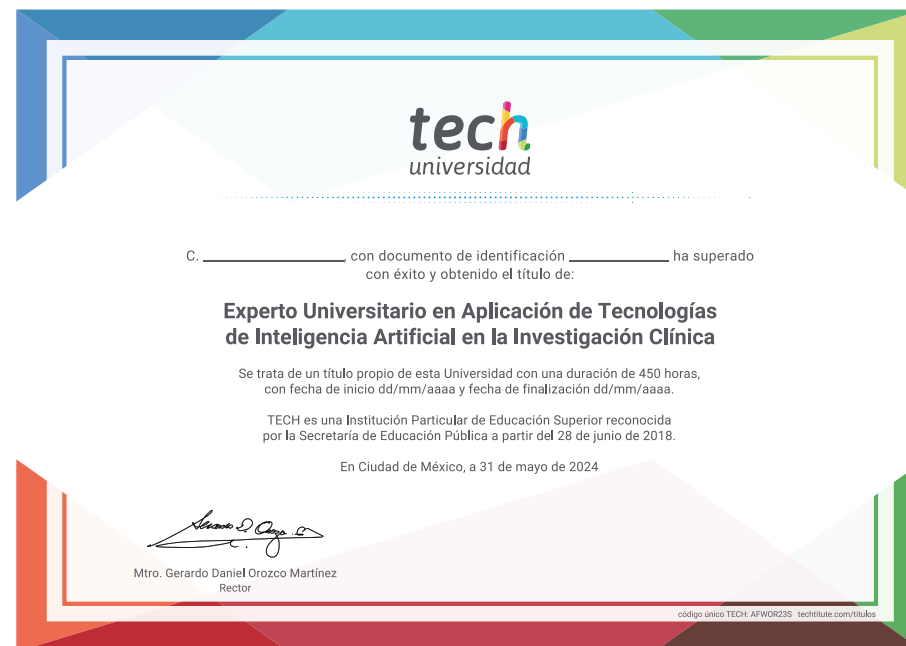 tech
universidad
C. ____________, con documento de identificación ____________ ha superado
con éxito y obtenido el título de:
Experto Universitario en Aplicación de Tecnologías
de Inteligencia Artificial en la Investigación Clínica
Se trata de un título propio de esta Universidad con una duración de 450 horas,
con fecha de inicio dd/mm/aaaa y fecha de finalización dd/mm/aaaa.
TECH es una Institución Particular de Educación Superior reconocida
por la Secretaría de Educación Pública a partir del 28 de junio de 2018.
En Ciudad de México, a 31 de mayo de 2024
Mtro. Gerardo Daniel Orozco Martínez
Rector
código único TECH: AFWOR23S techtitute.com/titulos